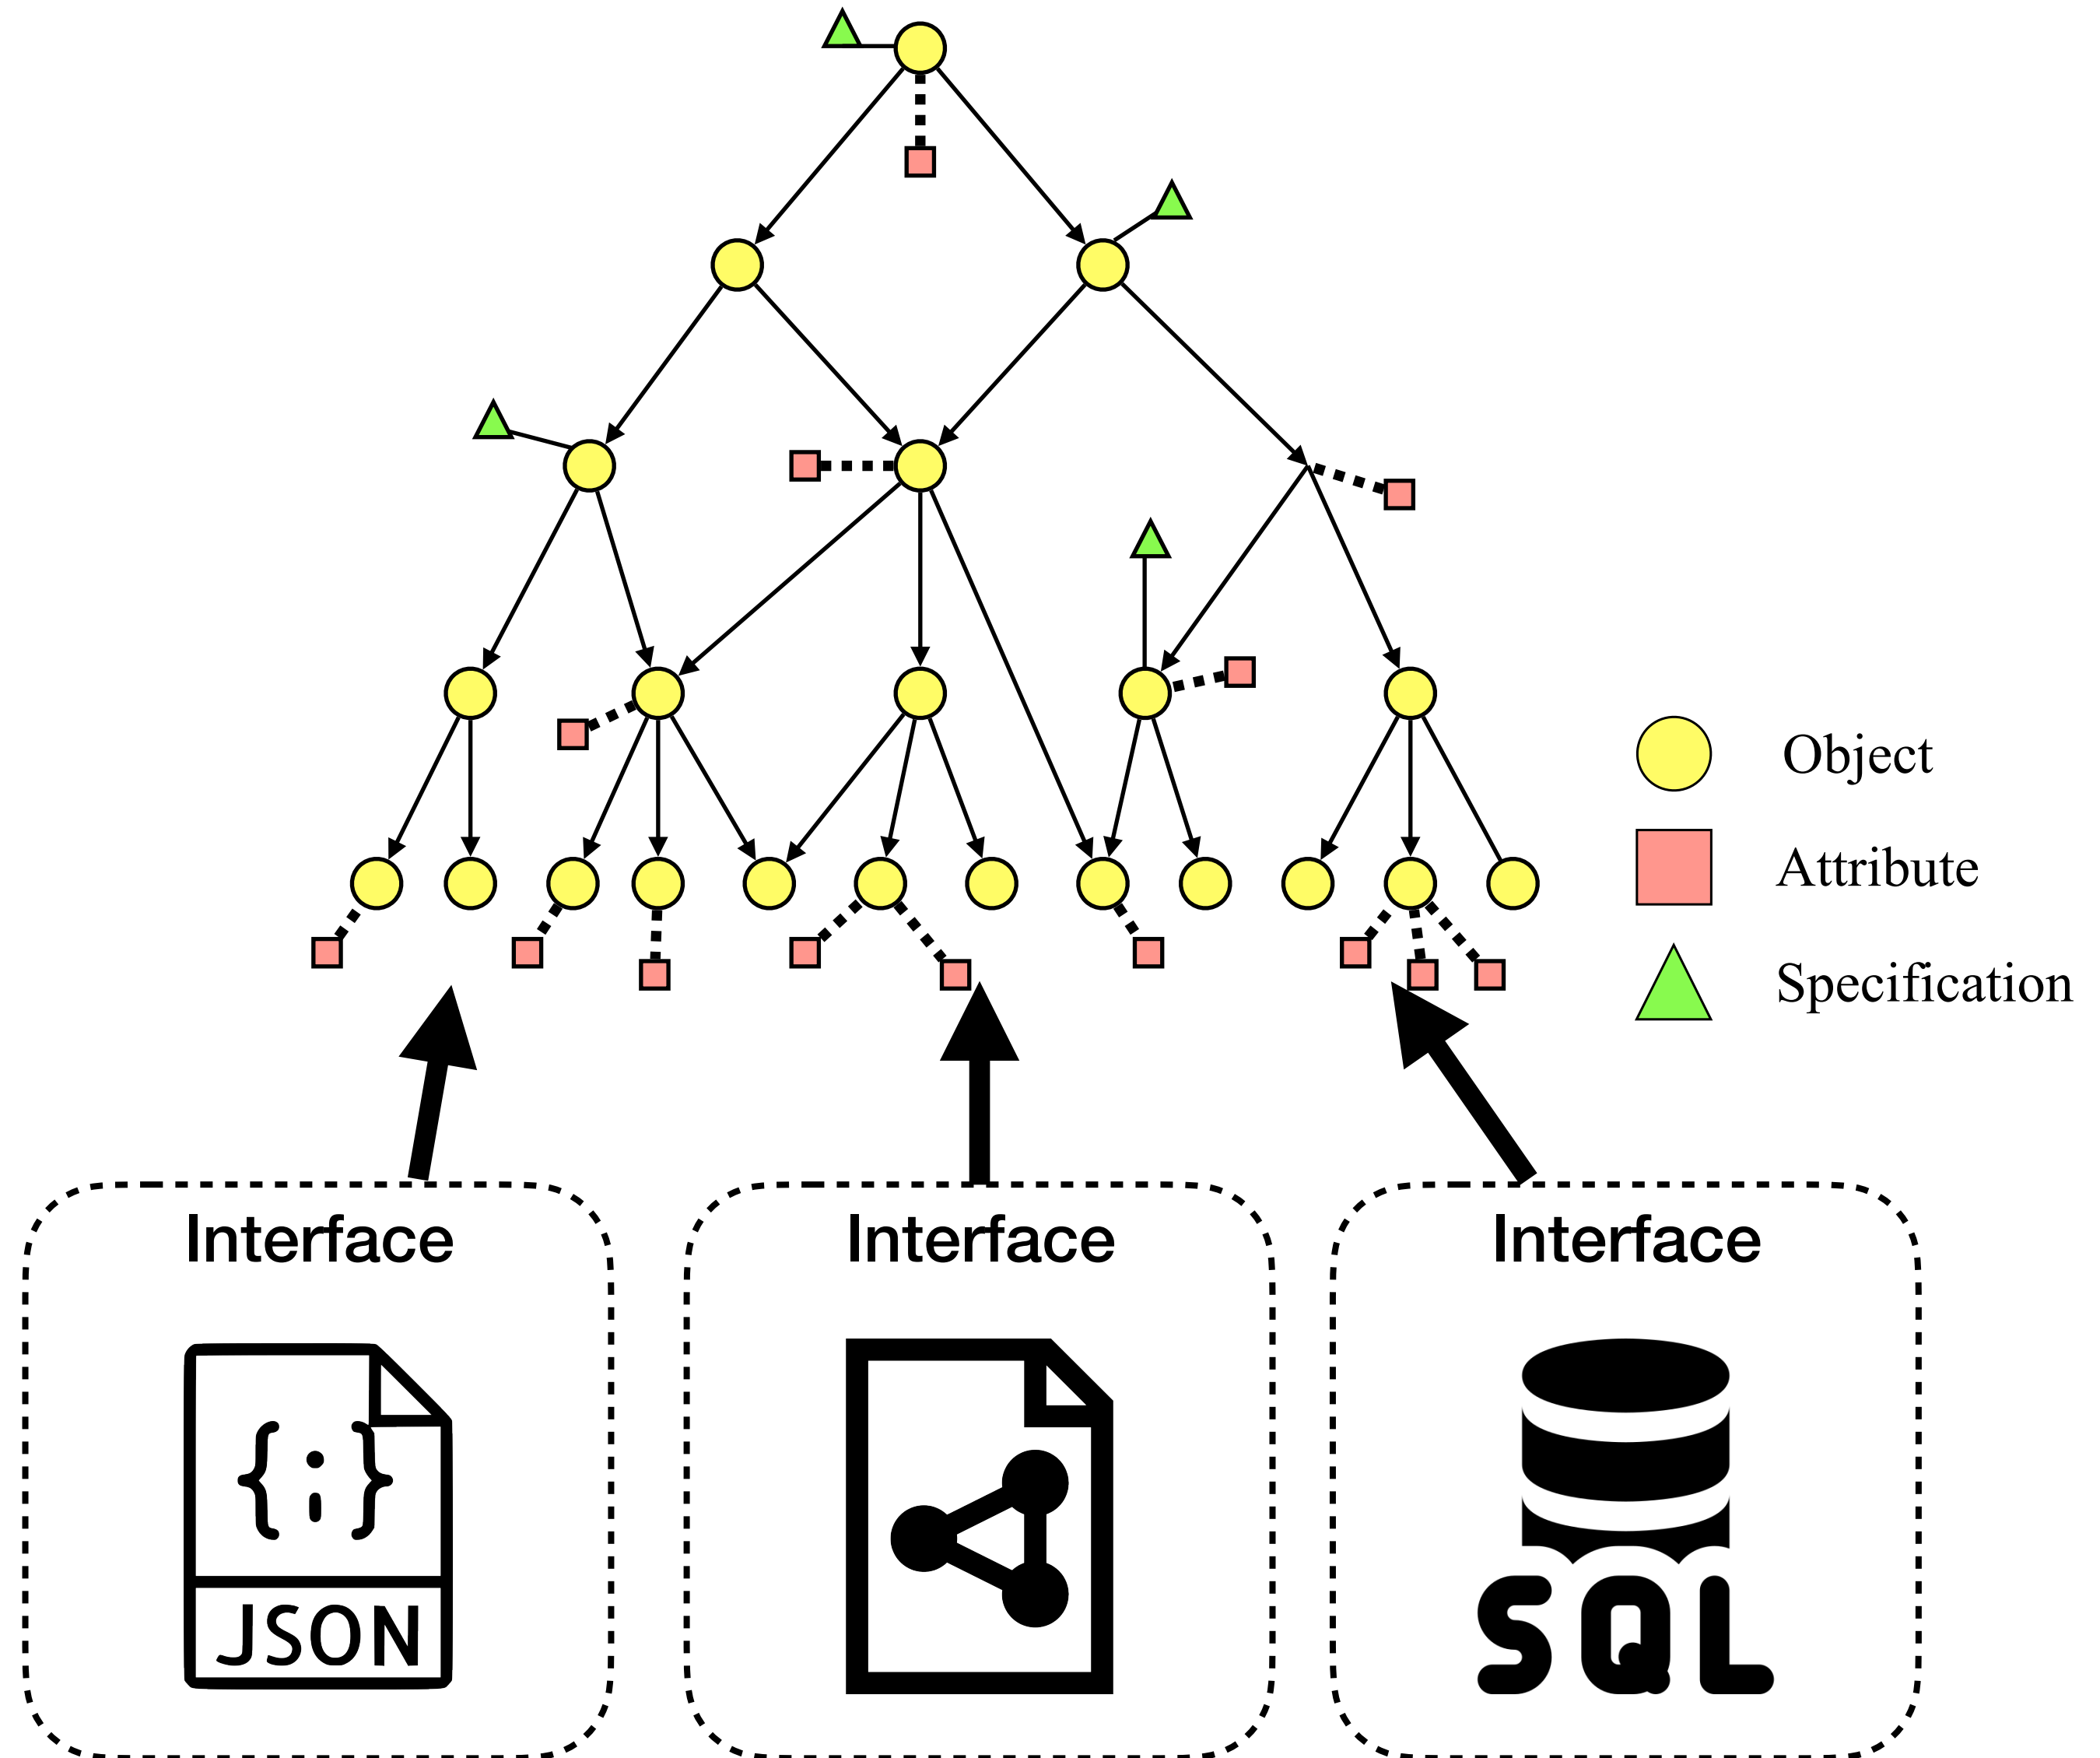 Object
Attribute
Specification
Interface
Interface
Interface
{ : }
JSON
SQL